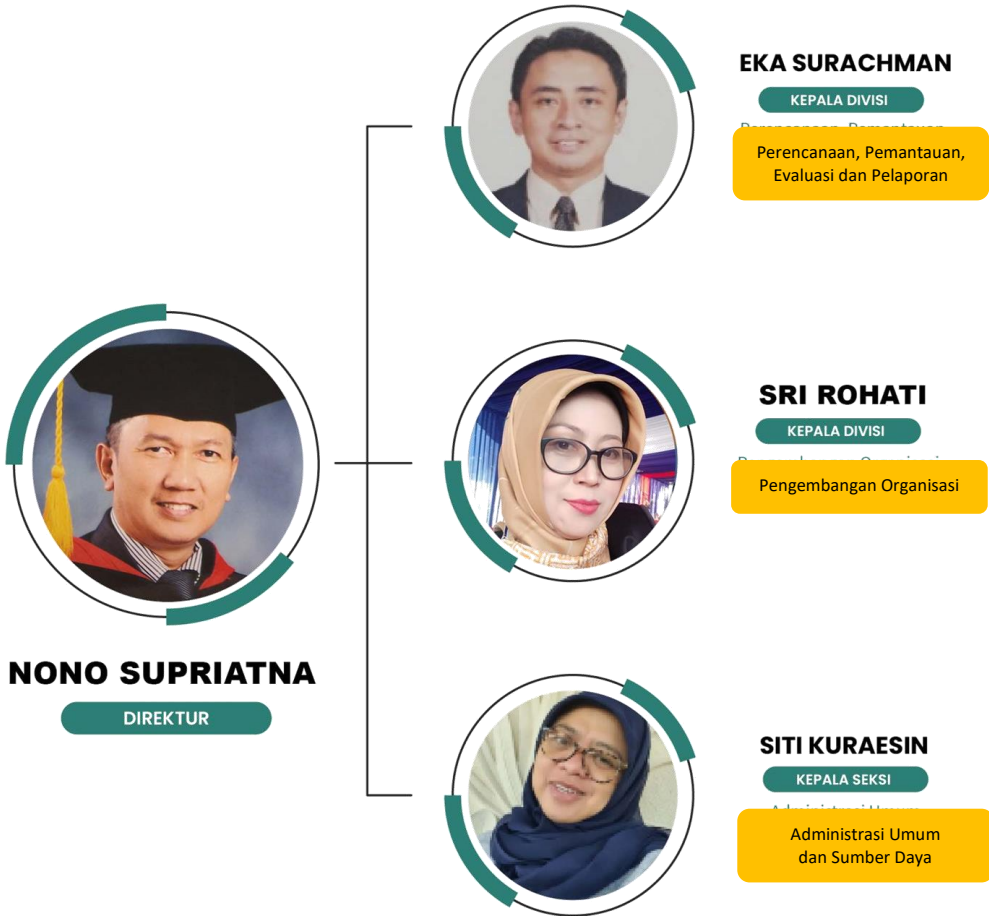 EKA SURACHMAN
KEPALA DIVISI
Perencanaan, Pemantauan,
Evaluasi dan Pelaporan
SRI ROHATI
KEPALA DIVISI
Pengembangan Organisasi
NONO SUPRIATNA
DIREKTUR
SITI KURAESIN
KEPALA SEKSI
Administrasi Umum
dan Sumber Daya